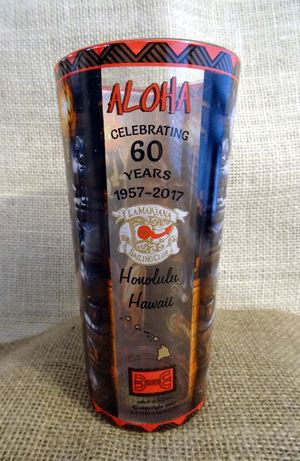 ALOHA
CELEBRATING
60
YEARS
1957-2017
LA MARIANA
SAILING CLUB
Honolulu
Hawaii